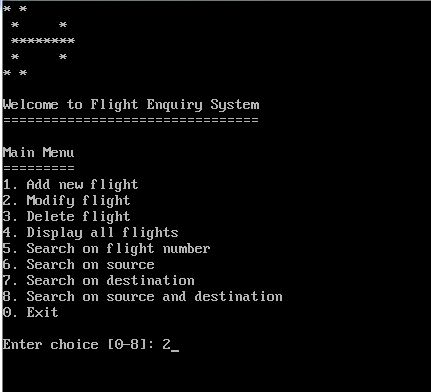 * *
 *     *
 ********
 *     *
* *
Welcome to Flight Enquiry System
================================
Main Menu
=========
1. Add new flight
2. Modify flight
3. Delete flight
4. Display all flights
5. Search on flight number
6. Search on source
7. Search on destination
8. Search on source and destination
0. Exit
Enter choice [0-8]: 2_